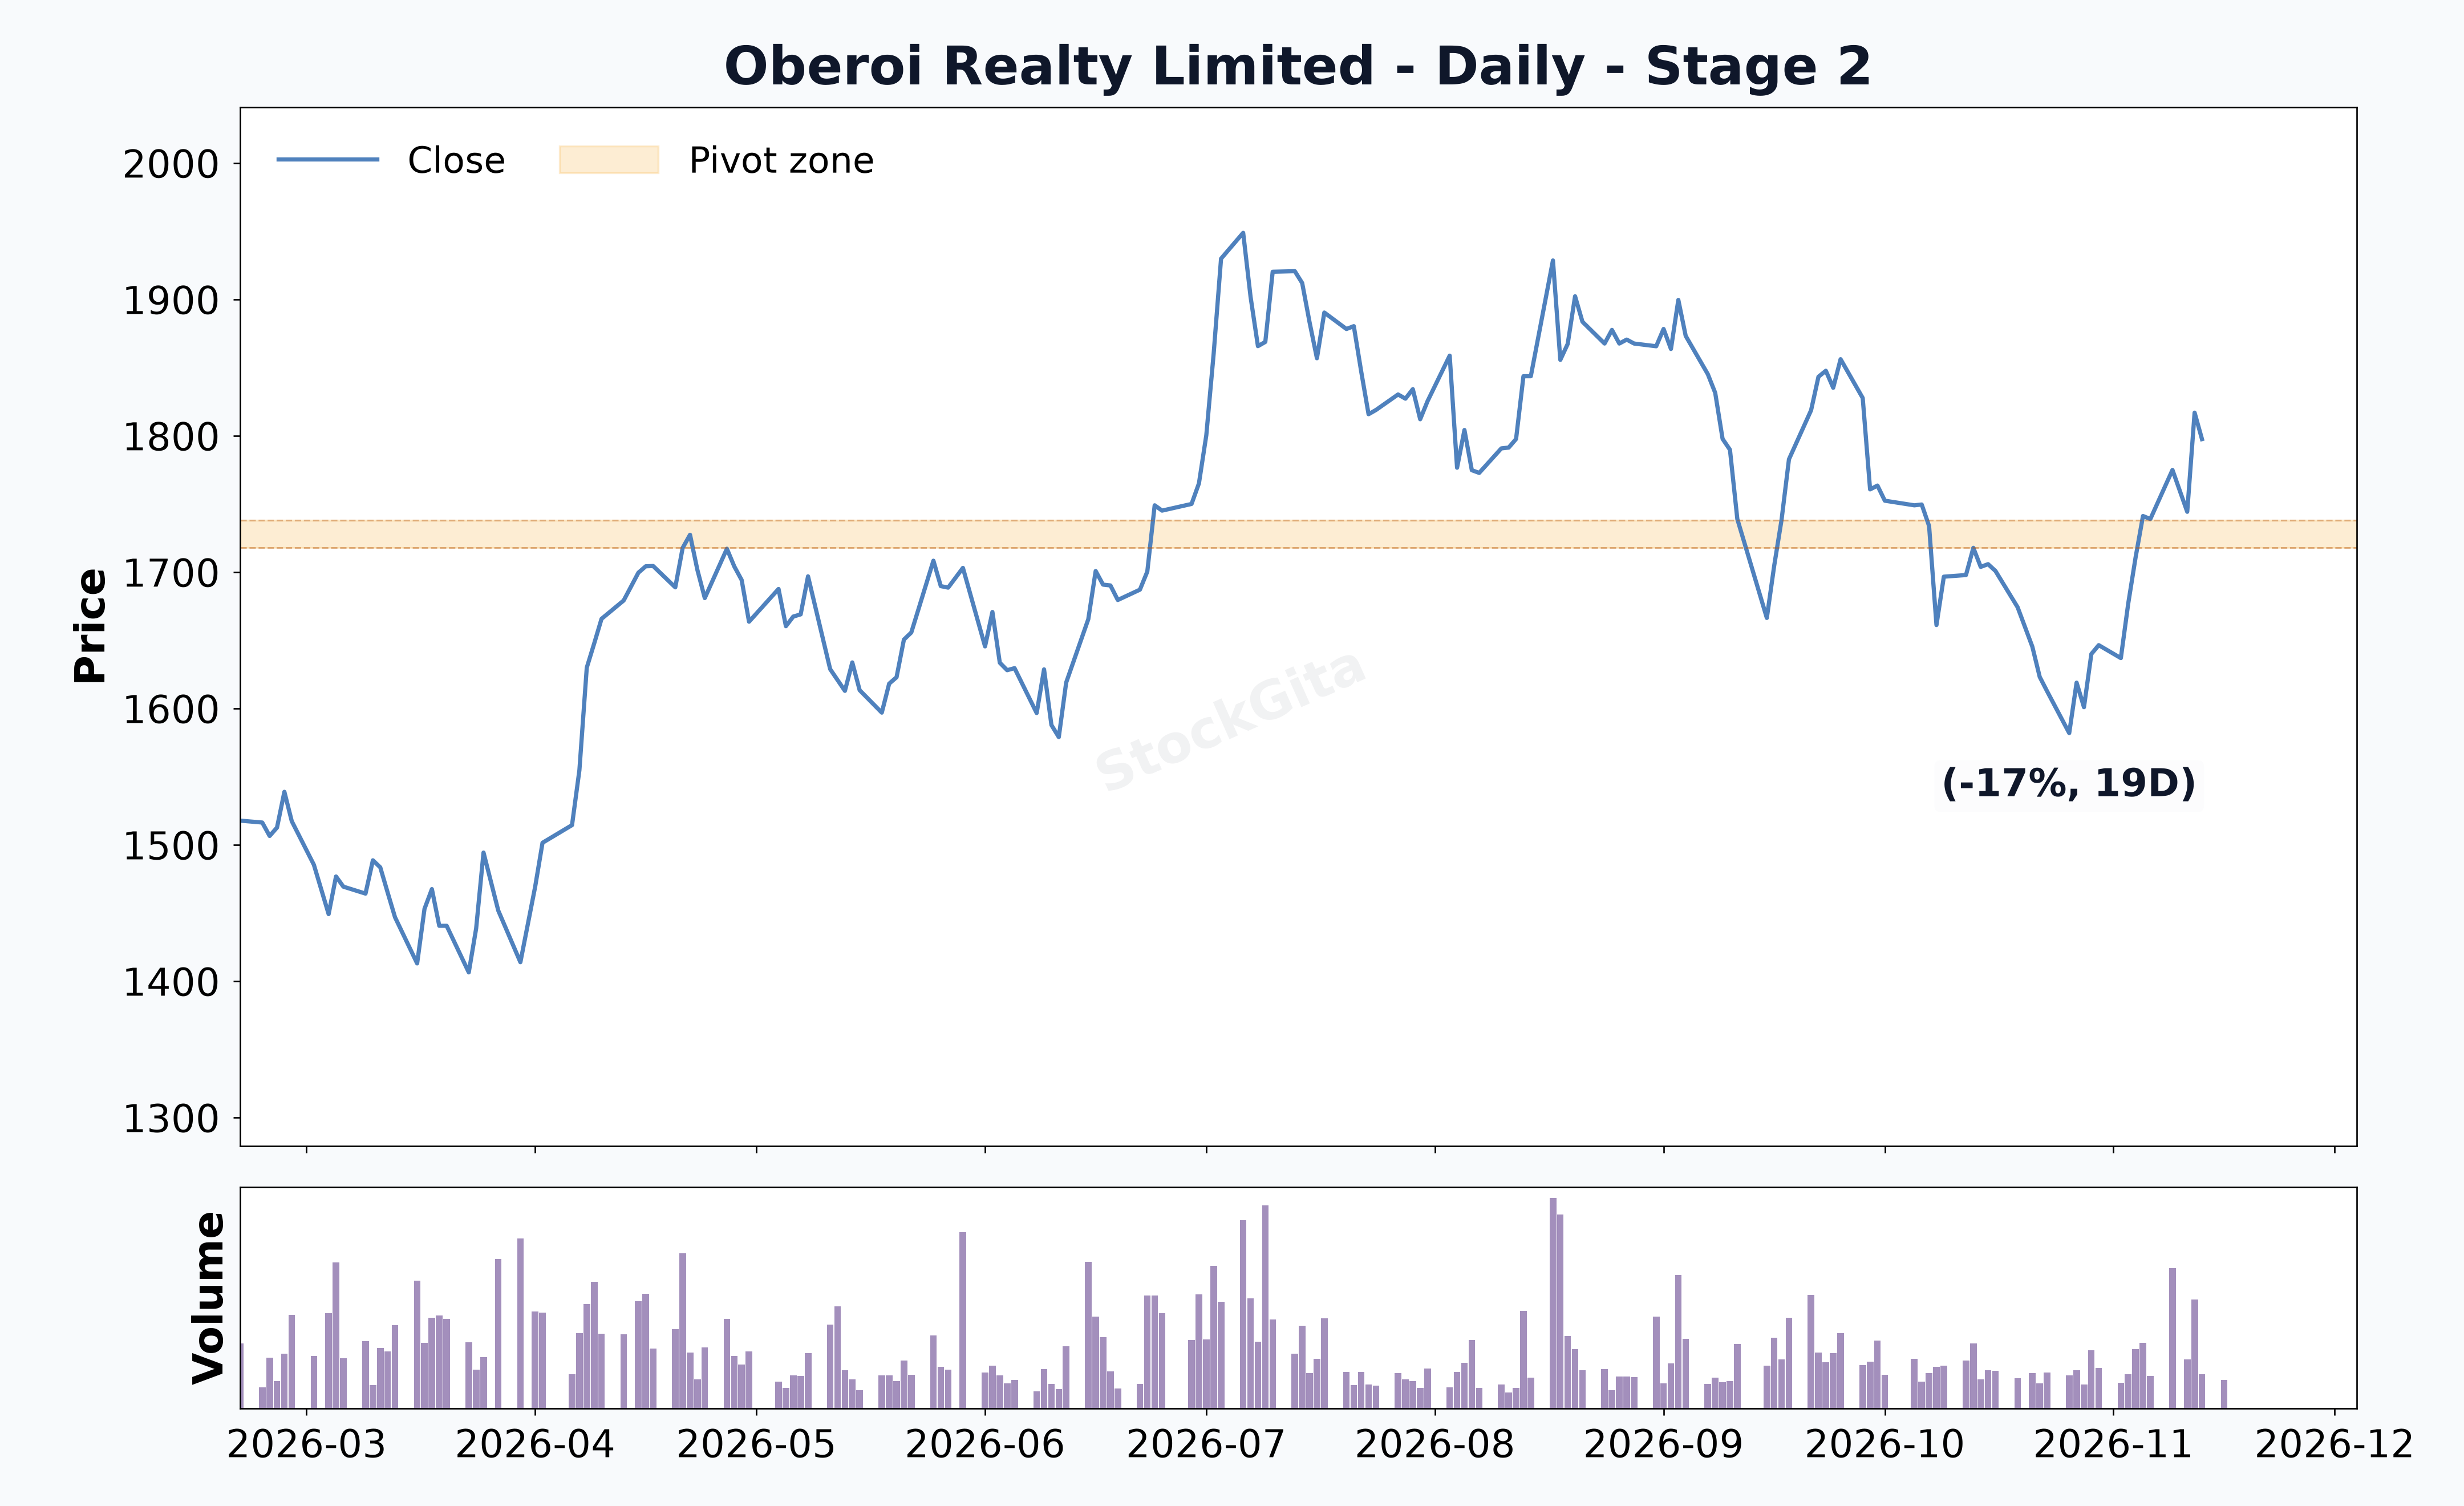 Oberoi Realty Limited - Daily - Stage 2
Close
Pivot zone
2000
1900
1800
1700
1600
1500
1400
1300
Price
StockGita
(-17%, 19D)
Volume
2026-03
2026-04
2026-05
2026-06
2026-07
2026-08
2026-09
2026-10
2026-11
2026-12